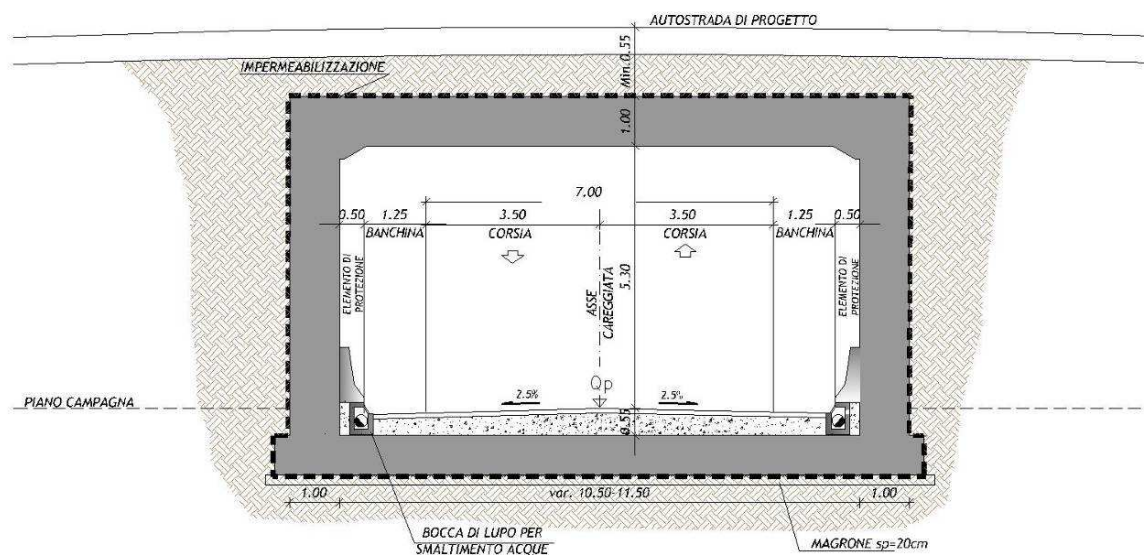 AUTOSTRADA DI PROGETTO
IMPERMEABILIZZAZIONE
Min.0.55
1.00
7.00
0.50 1.25 3.50 3.50 1.25 0.50
BANCHINA CORSIA CORSIA BANCHINA
ELEMENTO DI
PROTEZIONE
ASSE
CAREGGIATA
5.30
ELEMENTO DI
PROTEZIONE
Qp
PIANO CAMPAGNA
2.5% 2.5%
0.55
1.00 var. 10.50-11.50 1.00
BOCCA DI LUPO PER
SMALTIMENTO ACQUE
MAGRONE sp=20cm